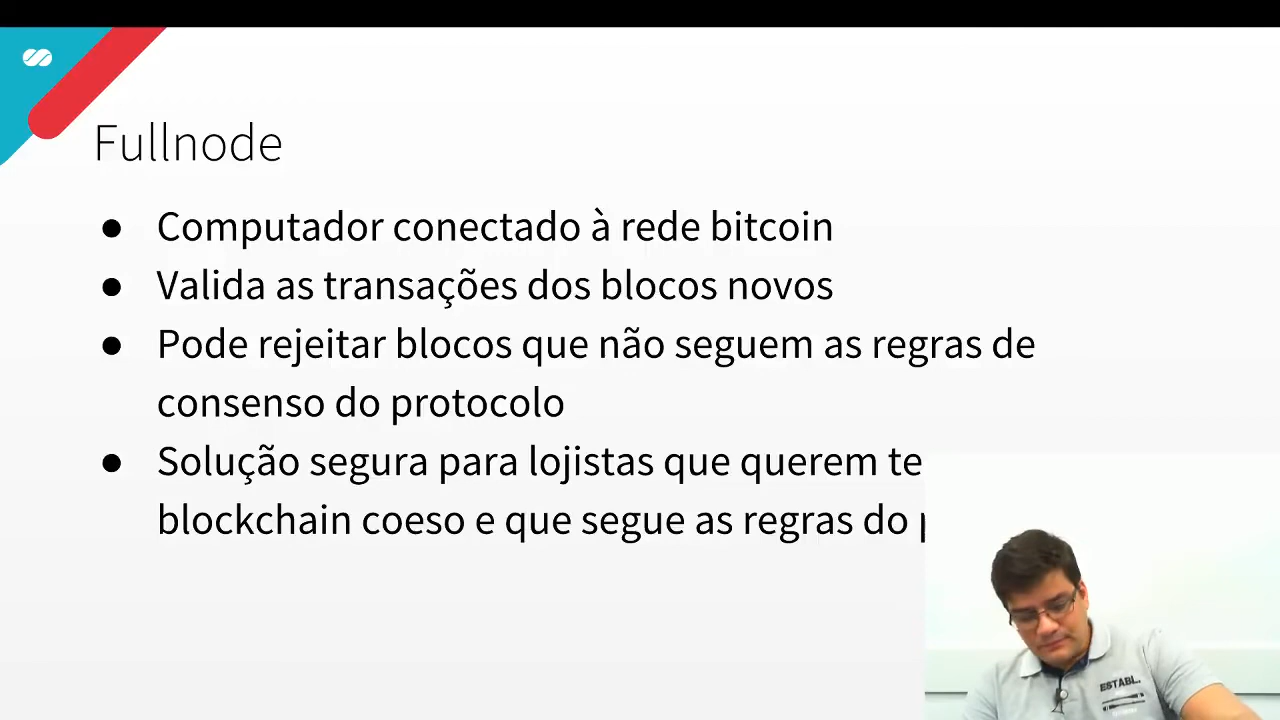 Fullnode
● Computador conectado à rede bitcoin
● Valida as transações dos blocos novos
● Pode rejeitar blocos que não seguem as regras de
consenso do protocolo
● Solução segura para lojistas que querem te
blockchain coeso e que segue as regras do
ESTABL.